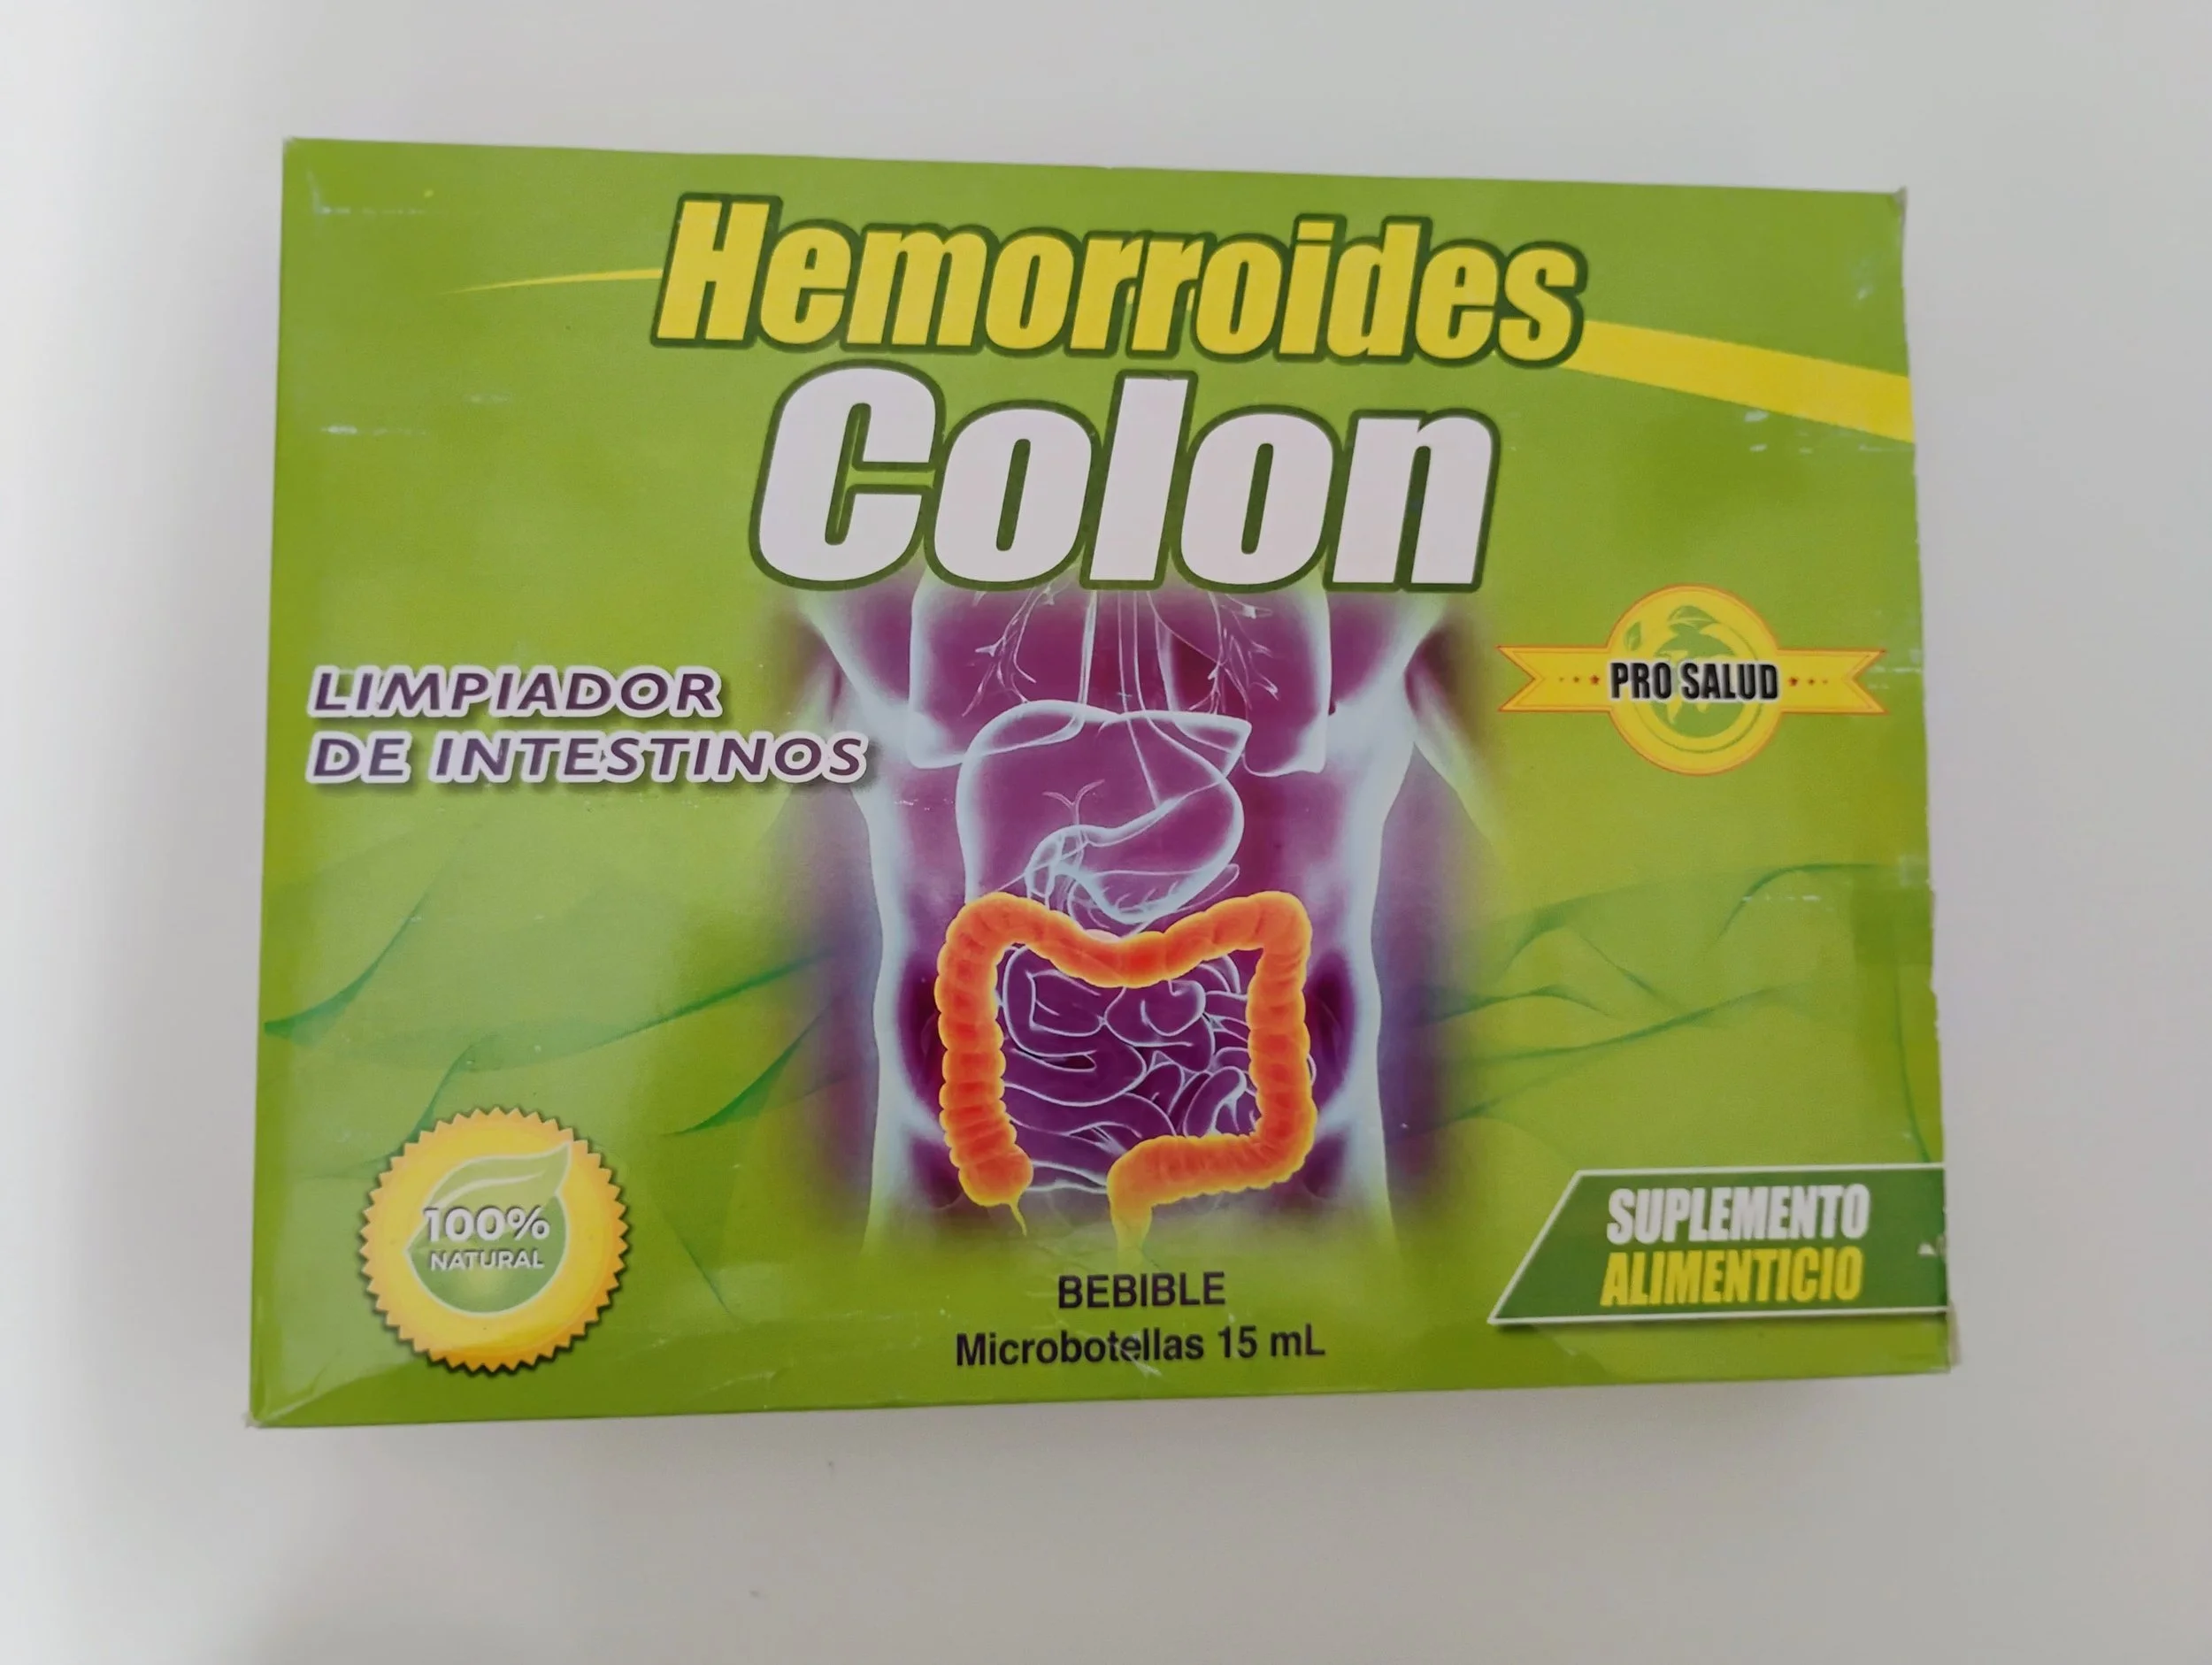 Hemorroides
Colon
LIMPIADOR
DE INTESTINOS
PRO SALUD
100%
NATURAL
BEBIBLE
Microbotellas 15 mL
SUPLEMENTO
ALIMENTICIO